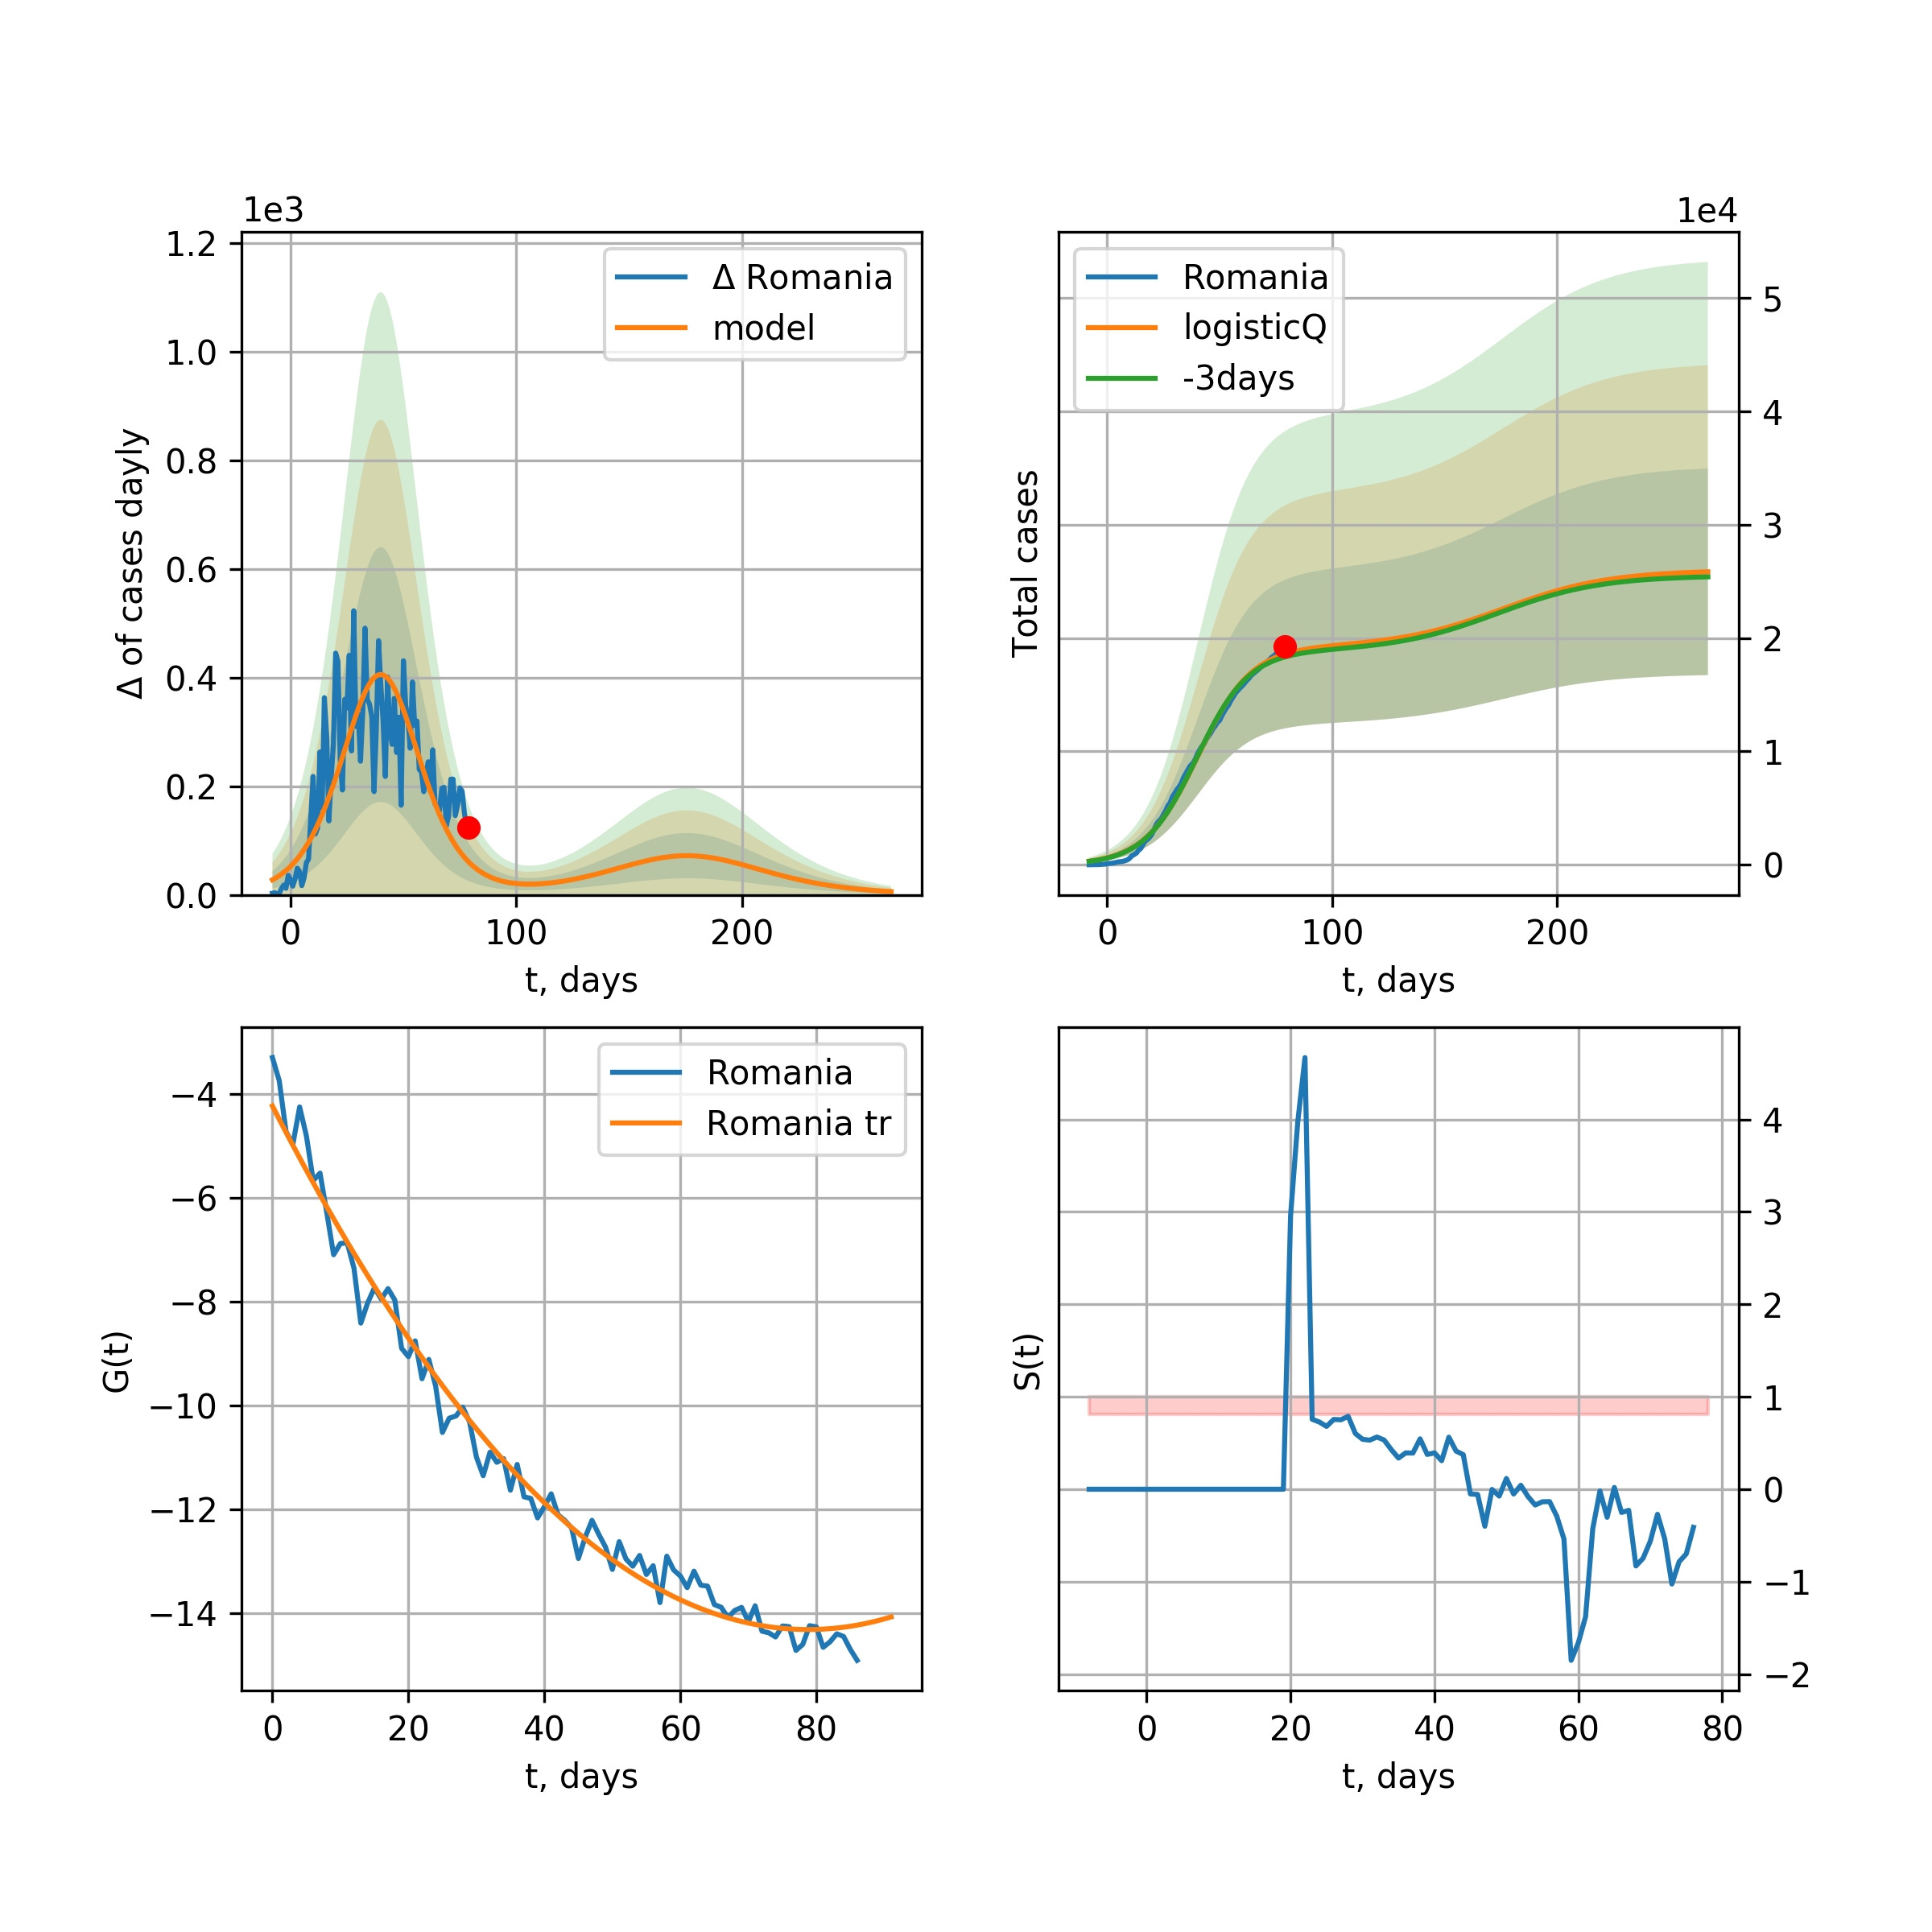 1e3
1.2
1.0
0.8
0.6
0.4
0.2
0.0
Δ of cases dayly
Δ Romania
model
0 100 200
t, days
1e4
Romania
logisticQ
-3days
Total cases
5
4
3
2
1
0
0 100 200
t, days
−4
−6
−8
−10
−12
−14
G(t)
Romania
Romania tr
0 20 40 60 80
t, days
S(t)
4
3
2
1
0
−1
−2
0 20 40 60 80
t, days